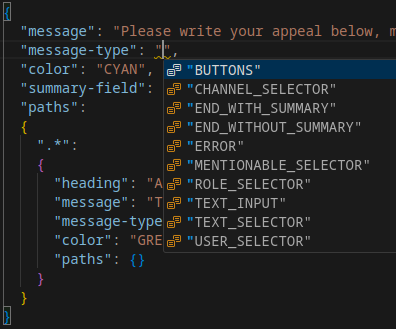 {
"message": "Please write your appeal below,
"message-type": "",
"color": "CYAN",
"summary-field":
"paths":
{
".*":
{
"heading": "A
"message": "T
"message-type
"color": "GRE
"paths": {}
}
}
}
"BUTTONS"
"CHANNEL_SELECTOR"
"END_WITH_SUMMARY"
"END_WITHOUT_SUMMARY"
"ERROR"
"MENTIONABLE_SELECTOR"
"ROLE_SELECTOR"
"TEXT_INPUT"
"TEXT_SELECTOR"
"USER_SELECTOR"